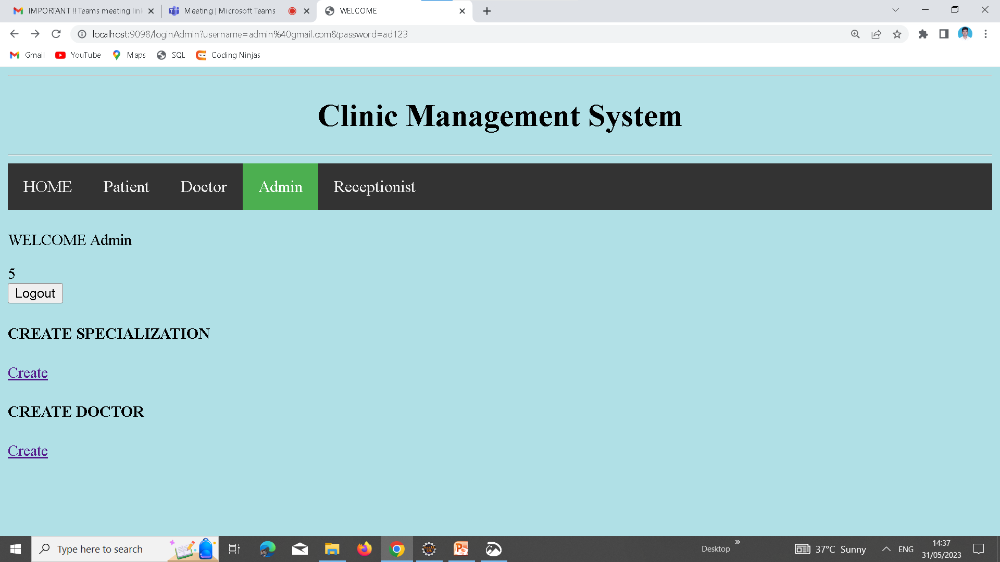 IMPORTANT !! Teams meeting lin
Meeting | Microsoft Teams
WELCOME
localhost:9098/loginAdmin?username=admin%40gmail.com&password=ad123
Gmail
YouTube
Maps
SQL
Coding Ninjas
Clinic Management System
HOME
Patient
Doctor
Admin
Receptionist
WELCOME Admin
5
Logout
CREATE SPECIALIZATION
Create
CREATE DOCTOR
Create
Type here to search
Desktop
37°C Sunny
ENG
14:37
31/05/2023